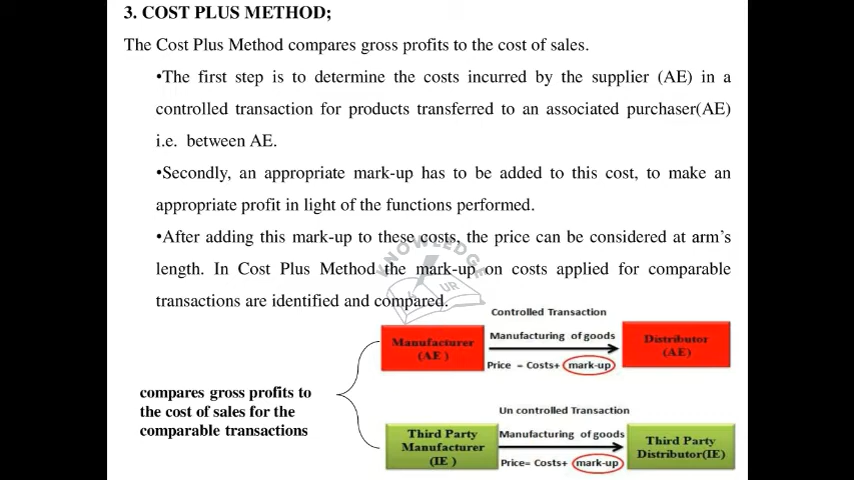 3. COST PLUS METHOD;
The Cost Plus Method compares gross profits to the cost of sales.
•The first step is to determine the costs incurred by the supplier (AE) in a
controlled transaction for products transferred to an associated purchaser(AE)
i.e. between AE.
•Secondly, an appropriate mark-up has to be added to this cost, to make an
appropriate profit in light of the functions performed.
•After adding this mark-up to these costs, the price can be considered at arm's
length. In Cost Plus Method the mark-up on costs applied for comparable
transactions are identified and compared.
KNOWLEDGE
UR
Controlled Transaction
Manufacturer
(AE )
Manufacturing of goods
Price = Costs+ mark-up
Distributor
(AE)
compares gross profits to
the cost of sales for the
comparable transactions
Un controlled Transaction
Third Party
Manufacturer
(IE )
Manufacturing of goods
Price= Costs+ mark-up
Third Party
Distributor(IE)